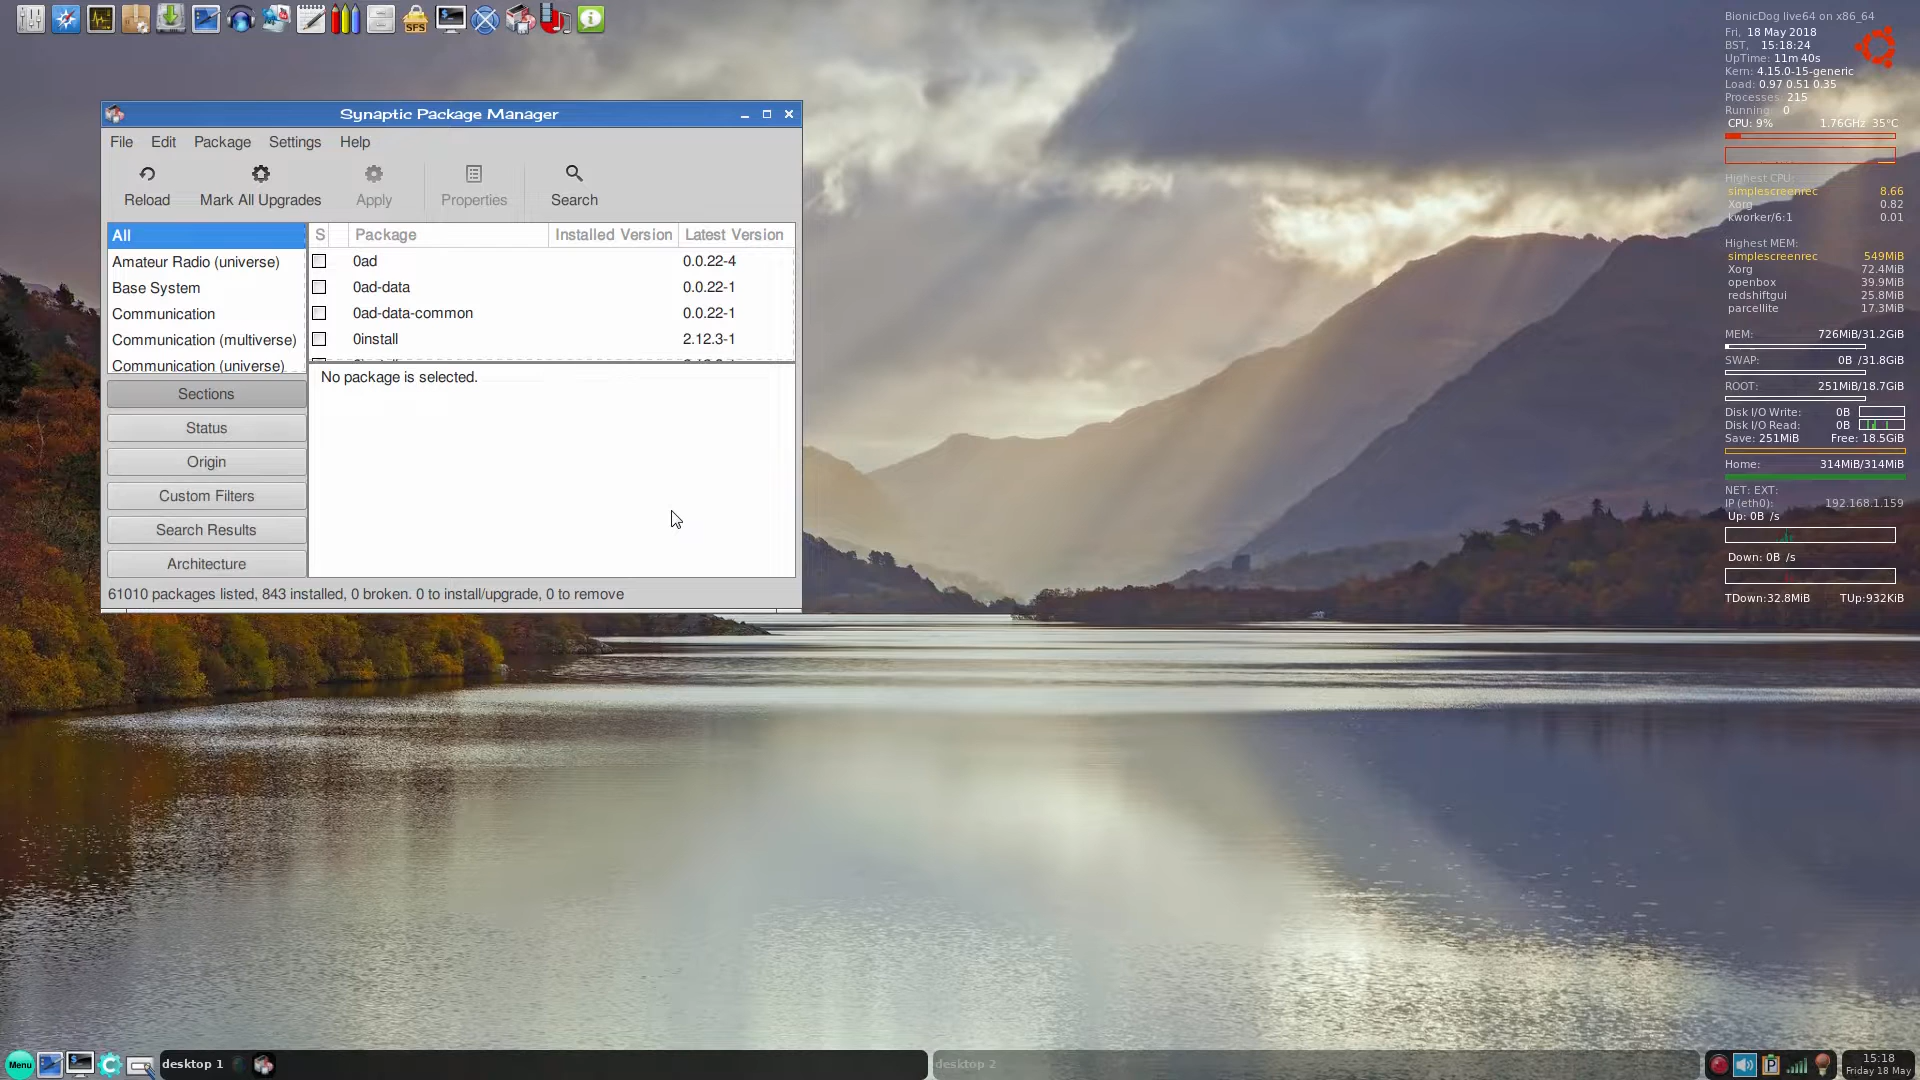 SFS
Synaptic Package Manager
File Edit Package Settings Help
Reload Mark All Upgrades Apply Properties Search
All
Amateur Radio (universe)
Base System
Communication
Communication (multiverse)
Communication (universe)
Sections
Status
Origin
Custom Filters
Search Results
Architecture
S Package Installed Version Latest Version
0ad 0.0.22-4
0ad-data 0.0.22-1
0ad-data-common 0.0.22-1
0install 2.12.3-1
No package is selected.
61010 packages listed, 843 installed, 0 broken. 0 to install/upgrade, 0 to remove
BionicDog live64 on x86_64
Fri, 18 May 2018
BST, 15:18:24
UpTime: 11m 40s
Kern: 4.15.0-15-generic
Load: 0.97 0.51 0.35
Processes: 215
Running: 0
CPU: 9% 1.76GHz 35°C
Highest CPU:
simplescreenrec 8.66
Xorg 0.82
kworker/6:1 0.01
Highest MEM:
simplescreenrec 549MiB
Xorg 72.4MiB
openbox 39.9MiB
redshiftgui 25.8MiB
parcellite 17.3MiB
MEM: 726MiB/31.2GiB
SWAP: 0B /31.8GiB
ROOT: 251MiB/18.7GiB
Disk I/O Write: 0B
Disk I/O Read: 0B
Save: 251MiB Free: 18.5GiB
Home: 314MiB/314MiB
NET: EXT:
IP (eth0): 192.168.1.159
Up: 0B /s
Down: 0B /s
TDown:32.8MiB TUp:932KiB
Menu desktop 1 desktop 2
15:18
Friday 18 May